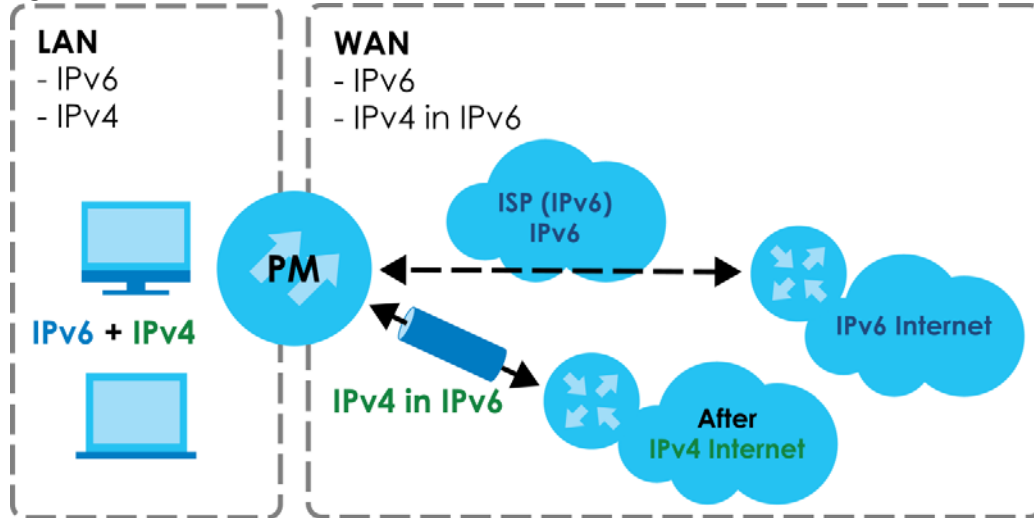 LAN
- IPv6
- IPv4
WAN
- IPv6
- IPv4 in IPv6
ISP (IPv6)
IPv6
PM
IPv6 + IPv4
IPv6 Internet
IPv4 in IPv6
After
IPv4 Internet